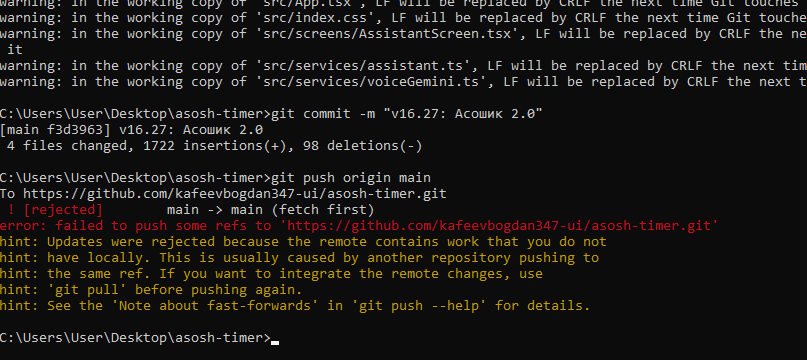 warning: in the working copy of 'src/App.tsx', LF will be replaced by CRLF the next time Git touches
warning: in the working copy of 'src/index.css', LF will be replaced by CRLF the next time Git touche
warning: in the working copy of 'src/screens/AssistantScreen.tsx', LF will be replaced by CRLF the ne
it
warning: in the working copy of 'src/services/assistant.ts', LF will be replaced by CRLF the next tim
warning: in the working copy of 'src/services/voiceGemini.ts', LF will be replaced by CRLF the next t
C:\Users\User\Desktop\asosh-timer>git commit -m "v16.27: Асошик 2.0"
[main f3d3963] v16.27: Асошик 2.0
4 files changed, 1722 insertions(+), 98 deletions(-)
C:\Users\User\Desktop\asosh-timer>git push origin main
To https://github.com/kafeevbogdan347-ui/asosh-timer.git
! [rejected]        main -> main (fetch first)
error: failed to push some refs to 'https://github.com/kafeevbogdan347-ui/asosh-timer.git'
hint: Updates were rejected because the remote contains work that you do not
hint: have locally. This is usually caused by another repository pushing to
hint: the same ref. If you want to integrate the remote changes, use
hint: 'git pull' before pushing again.
hint: See the 'Note about fast-forwards' in 'git push --help' for details.
C:\Users\User\Desktop\asosh-timer>